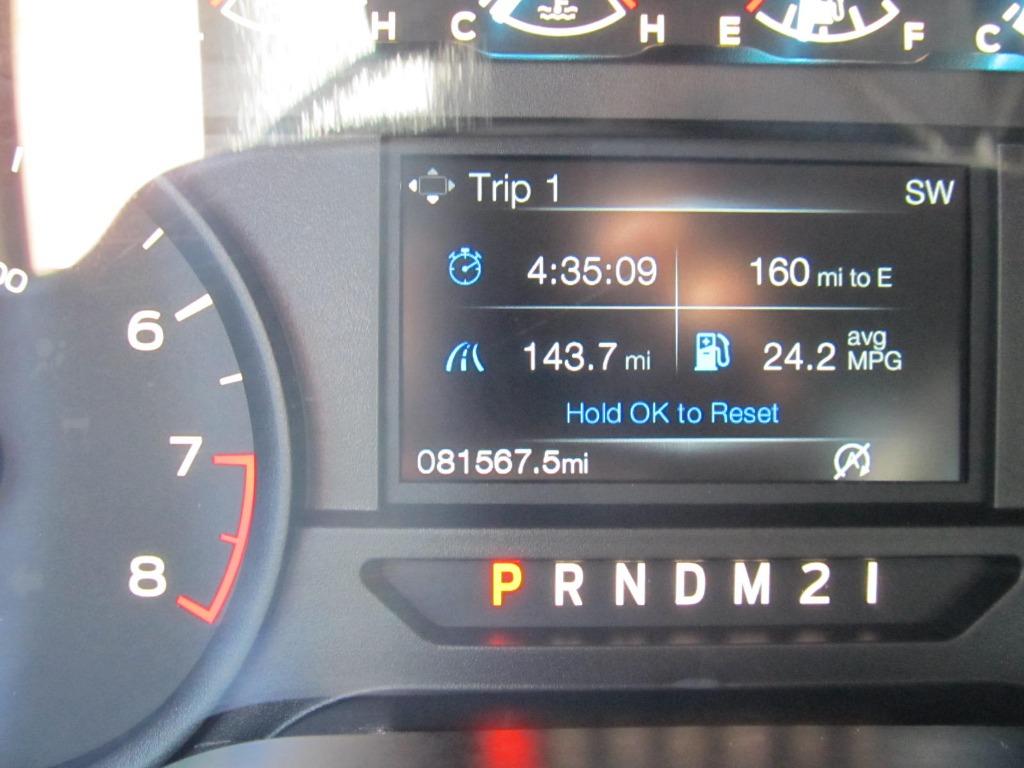 H C H E F C
Trip 1 SW
4:35:09 160 mi to E
143.7 mi 24.2 avg MPG
Hold OK to Reset
081567.5mi
6
7
8
P R N D M 2 1